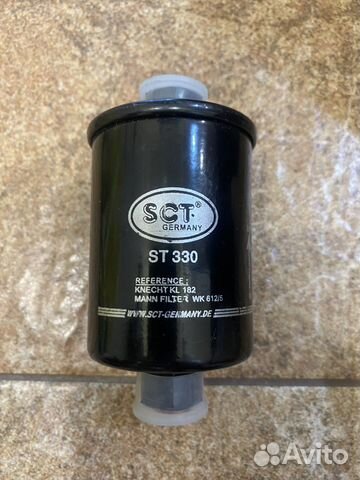 SCT®
GERMANY
ST 330
REFERENCE :
KNECHT KL 182
MANN FILTER WK 612/5
WWW.SCT-GERMANY.DE
Avito